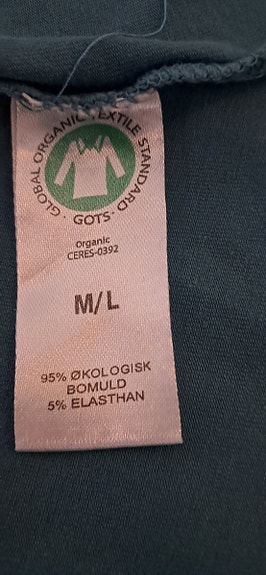 GLOBAL ORGANIC TEXTILE STANDARD · GOTS ·
organic
CERES-0392
M/L
95% ØKOLOGISK
BOMULD
5% ELASTHAN